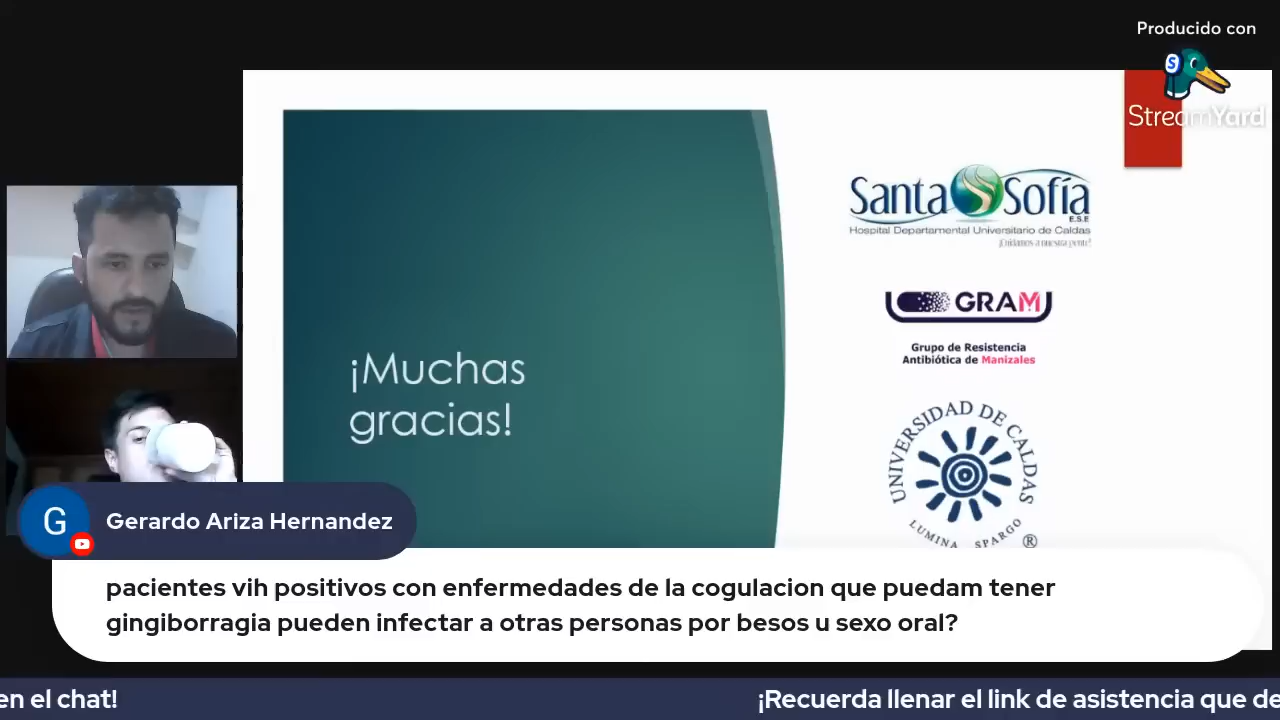 Producido con
StreamYard
Santa Sofía
E.S.E
Hospital Departamental Universitario de Caldas
¡Cuidamos a nuestra gente!
GRAM
Grupo de Resistencia
Antibiótica de Manizales
¡Muchas
gracias!
UNIVERSIDAD DE CALDAS
LUMINA SPARGO
®
G
Gerardo Ariza Hernandez
pacientes vih positivos con enfermedades de la cogulacion que puedam tener
gingiborragia pueden infectar a otras personas por besos u sexo oral?
en el chat!
¡Recuerda llenar el link de asistencia que de